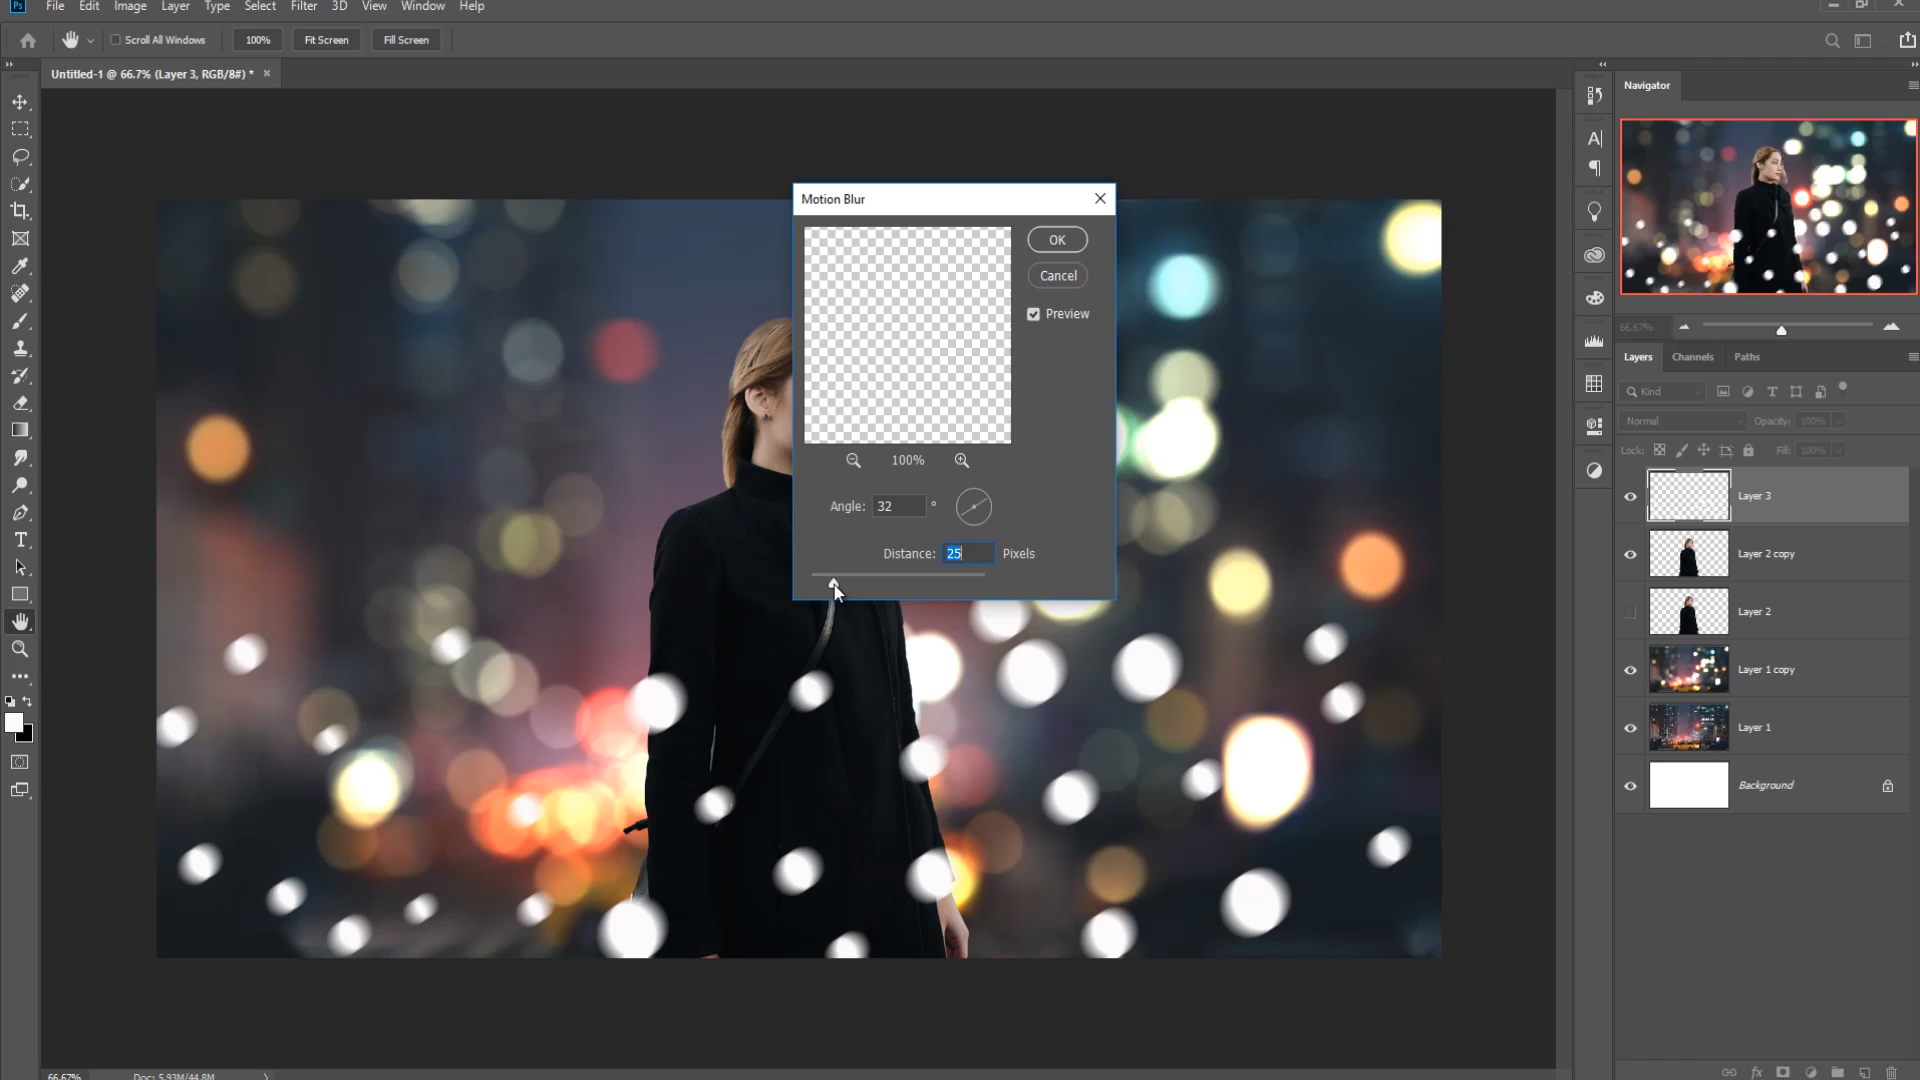 Ps File Edit Image Layer Type Select Filter 3D View Window Help
Scroll All Windows 100% Fit Screen Fill Screen
Untitled-1 @ 66.7% (Layer 3, RGB/8#) * ×
Navigator
66.67%
Layers Channels Paths
Kind
Normal Opacity: 100%
Lock: Fill: 100%
Layer 3
Layer 2 copy
Layer 2
Layer 1 copy
Layer 1
Background
Motion Blur
OK
Cancel
Preview
100%
Angle: 32 °
Distance: 25 Pixels
66.67% Doc: 5.93M/44.8M